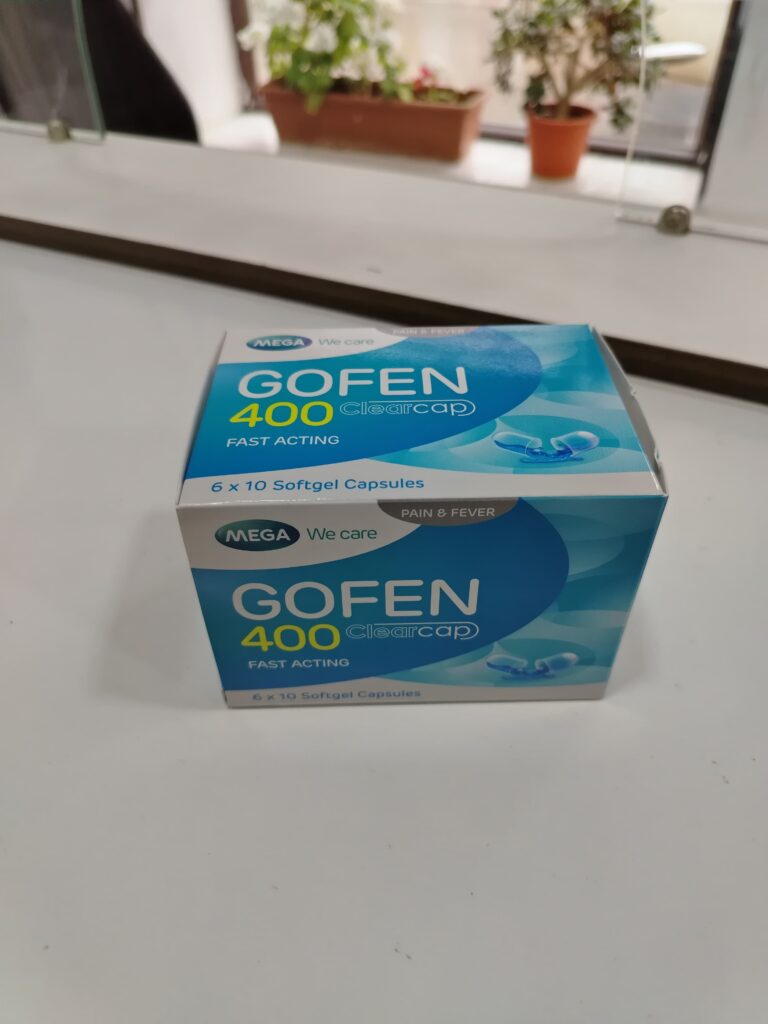 MEGA We care
PAIN & FEVER
GOFEN
400 Clearcap
FAST ACTING
6 x 10 Softgel Capsules
MEGA We care
PAIN & FEVER
GOFEN
400 Clearcap
FAST ACTING
6 x 10 Softgel Capsules